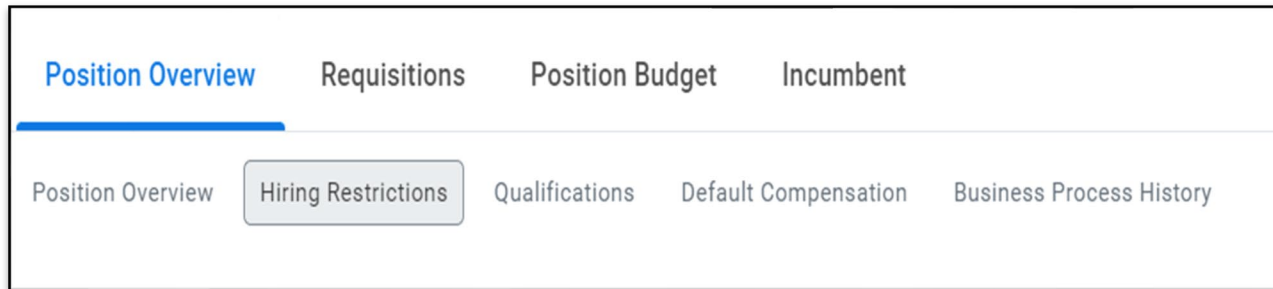 Position Overview Requisitions Position Budget Incumbent
Position Overview Hiring Restrictions Qualifications Default Compensation Business Process History